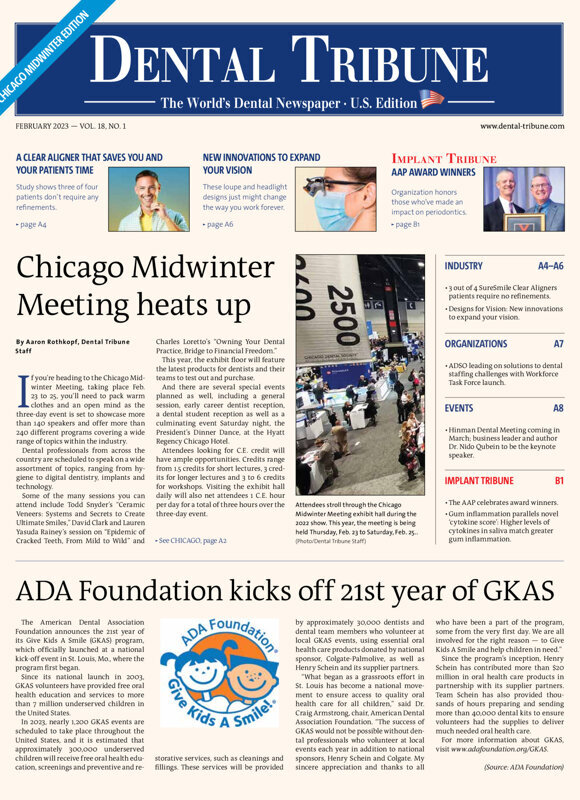 CHICAGO MIDWINTER EDITION
DENTAL TRIBUNE
The World's Dental Newspaper · U.S. Edition
FEBRUARY 2023 — VOL. 18, NO. 1
www.dental-tribune.com
A CLEAR ALIGNER THAT SAVES YOU AND
YOUR PATIENTS TIME
Study shows three of four
patients don't require any
refinements.
▸ page A4
NEW INNOVATIONS TO EXPAND
YOUR VISION
These loupe and headlight
designs just might change
the way you work forever.
▸ page A6
IMPLANT TRIBUNE
AAP AWARD WINNERS
Organization honors
those who've made an
impact on periodontics.
▸ page B1
Chicago Midwinter
Meeting heats up
By Aaron Rothkopf, Dental Tribune
Staff
If you're heading to the Chicago Mid-
winter Meeting, taking place Feb.
23 to 25, you'll need to pack warm
clothes and an open mind as the
three-day event is set to showcase more
than 140 speakers and offer more than
240 different programs covering a wide
range of topics within the industry.
Dental professionals from across the
country are scheduled to speak on a wide
assortment of topics, ranging from hy-
giene to digital dentistry, implants and
technology.
Some of the many sessions you can
attend include Todd Snyder's "Ceramic
Veneers: Systems and Secrets to Create
Ultimate Smiles," David Clark and Lauren
Yasuda Rainey's session on "Epidemic of
Cracked Teeth, From Mild to Wild" and
Charles Loretto's "Owning Your Dental
Practice, Bridge to Financial Freedom."
This year, the exhibit floor will feature
the latest products for dentists and their
teams to test out and purchase.
And there are several special events
planned as well, including a general
session, early career dentist reception,
a dental student reception as well as a
culminating event Saturday night, the
President's Dinner Dance, at the Hyatt
Regency Chicago Hotel.
Attendees looking for C.E. credit will
have ample opportunities. Credits range
from 1.5 credits for short lectures, 3 cred-
its for longer lectures and 3 to 6 credits
for workshops. Visiting the exhibit hall
daily will also net attendees 1 C.E. hour
per day for a total of three hours over the
three-day event.
▸ See CHICAGO, page A2
2600
2500
CHICAGO DENTAL SOCIETY
Attendees stroll through the Chicago
Midwinter Meeting exhibit hall during the
2022 show. This year, the meeting is being
held Thursday, Feb. 23 to Saturday, Feb. 25..
(Photo/Dental Tribune Staff)
INDUSTRY A4–A6
• 3 out of 4 SureSmile Clear Aligners
patients require no refinements.
• Designs for Vision: New innovations
to expand your vision.
ORGANIZATIONS A7
• ADSO leading on solutions to dental
staffing challenges with Workforce
Task Force launch.
EVENTS A8
• Hinman Dental Meeting coming in
March; business leader and author
Dr. Nido Qubein to be the keynote
speaker.
IMPLANT TRIBUNE B1
• The AAP celebrates award winners.
• Gum inflammation parallels novel
'cytokine score': Higher levels of
cytokines in saliva match greater
gum inflammation.
ADA Foundation kicks off 21st year of GKAS
The American Dental Association
Foundation announces the 21st year of
its Give Kids A Smile (GKAS) program,
which officially launched at a national
kick-off event in St. Louis, Mo., where the
program first began.
Since its national launch in 2003,
GKAS volunteers have provided free oral
health education and services to more
than 7 million underserved children in
the United States.
In 2023, nearly 1,200 GKAS events are
scheduled to take place throughout the
United States, and it is estimated that
approximately 300,000 underserved
children will receive free oral health edu-
cation, screenings and preventive and re-
ADA Foundation®
Give Kids A Smile!®
storative services, such as cleanings and
fillings. These services will be provided
by approximately 30,000 dentists and
dental team members who volunteer at
local GKAS events, using essential oral
health care products donated by national
sponsor, Colgate-Palmolive, as well as
Henry Schein and its supplier partners.
"What began as a grassroots effort in
St. Louis has become a national move-
ment to ensure access to quality oral
health care for all children," said Dr.
Craig Armstrong, chair, American Dental
Association Foundation. "The success of
GKAS would not be possible without den-
tal professionals who volunteer at local
events each year in addition to national
sponsors, Henry Schein and Colgate. My
sincere appreciation and thanks to all
who have been a part of the program,
some from the very first day. We are all
involved for the right reason — to Give
Kids A Smile and help children in need."
Since the program's inception, Henry
Schein has contributed more than $20
million in oral health care products in
partnership with its supplier partners.
Team Schein has also provided thou-
sands of hours preparing and sending
more than 40,000 dental kits to ensure
volunteers had the supplies to deliver
much needed oral health care.
For more information about GKAS,
visit www.adafoundation.org/GKAS.
(Source: ADA Foundation)